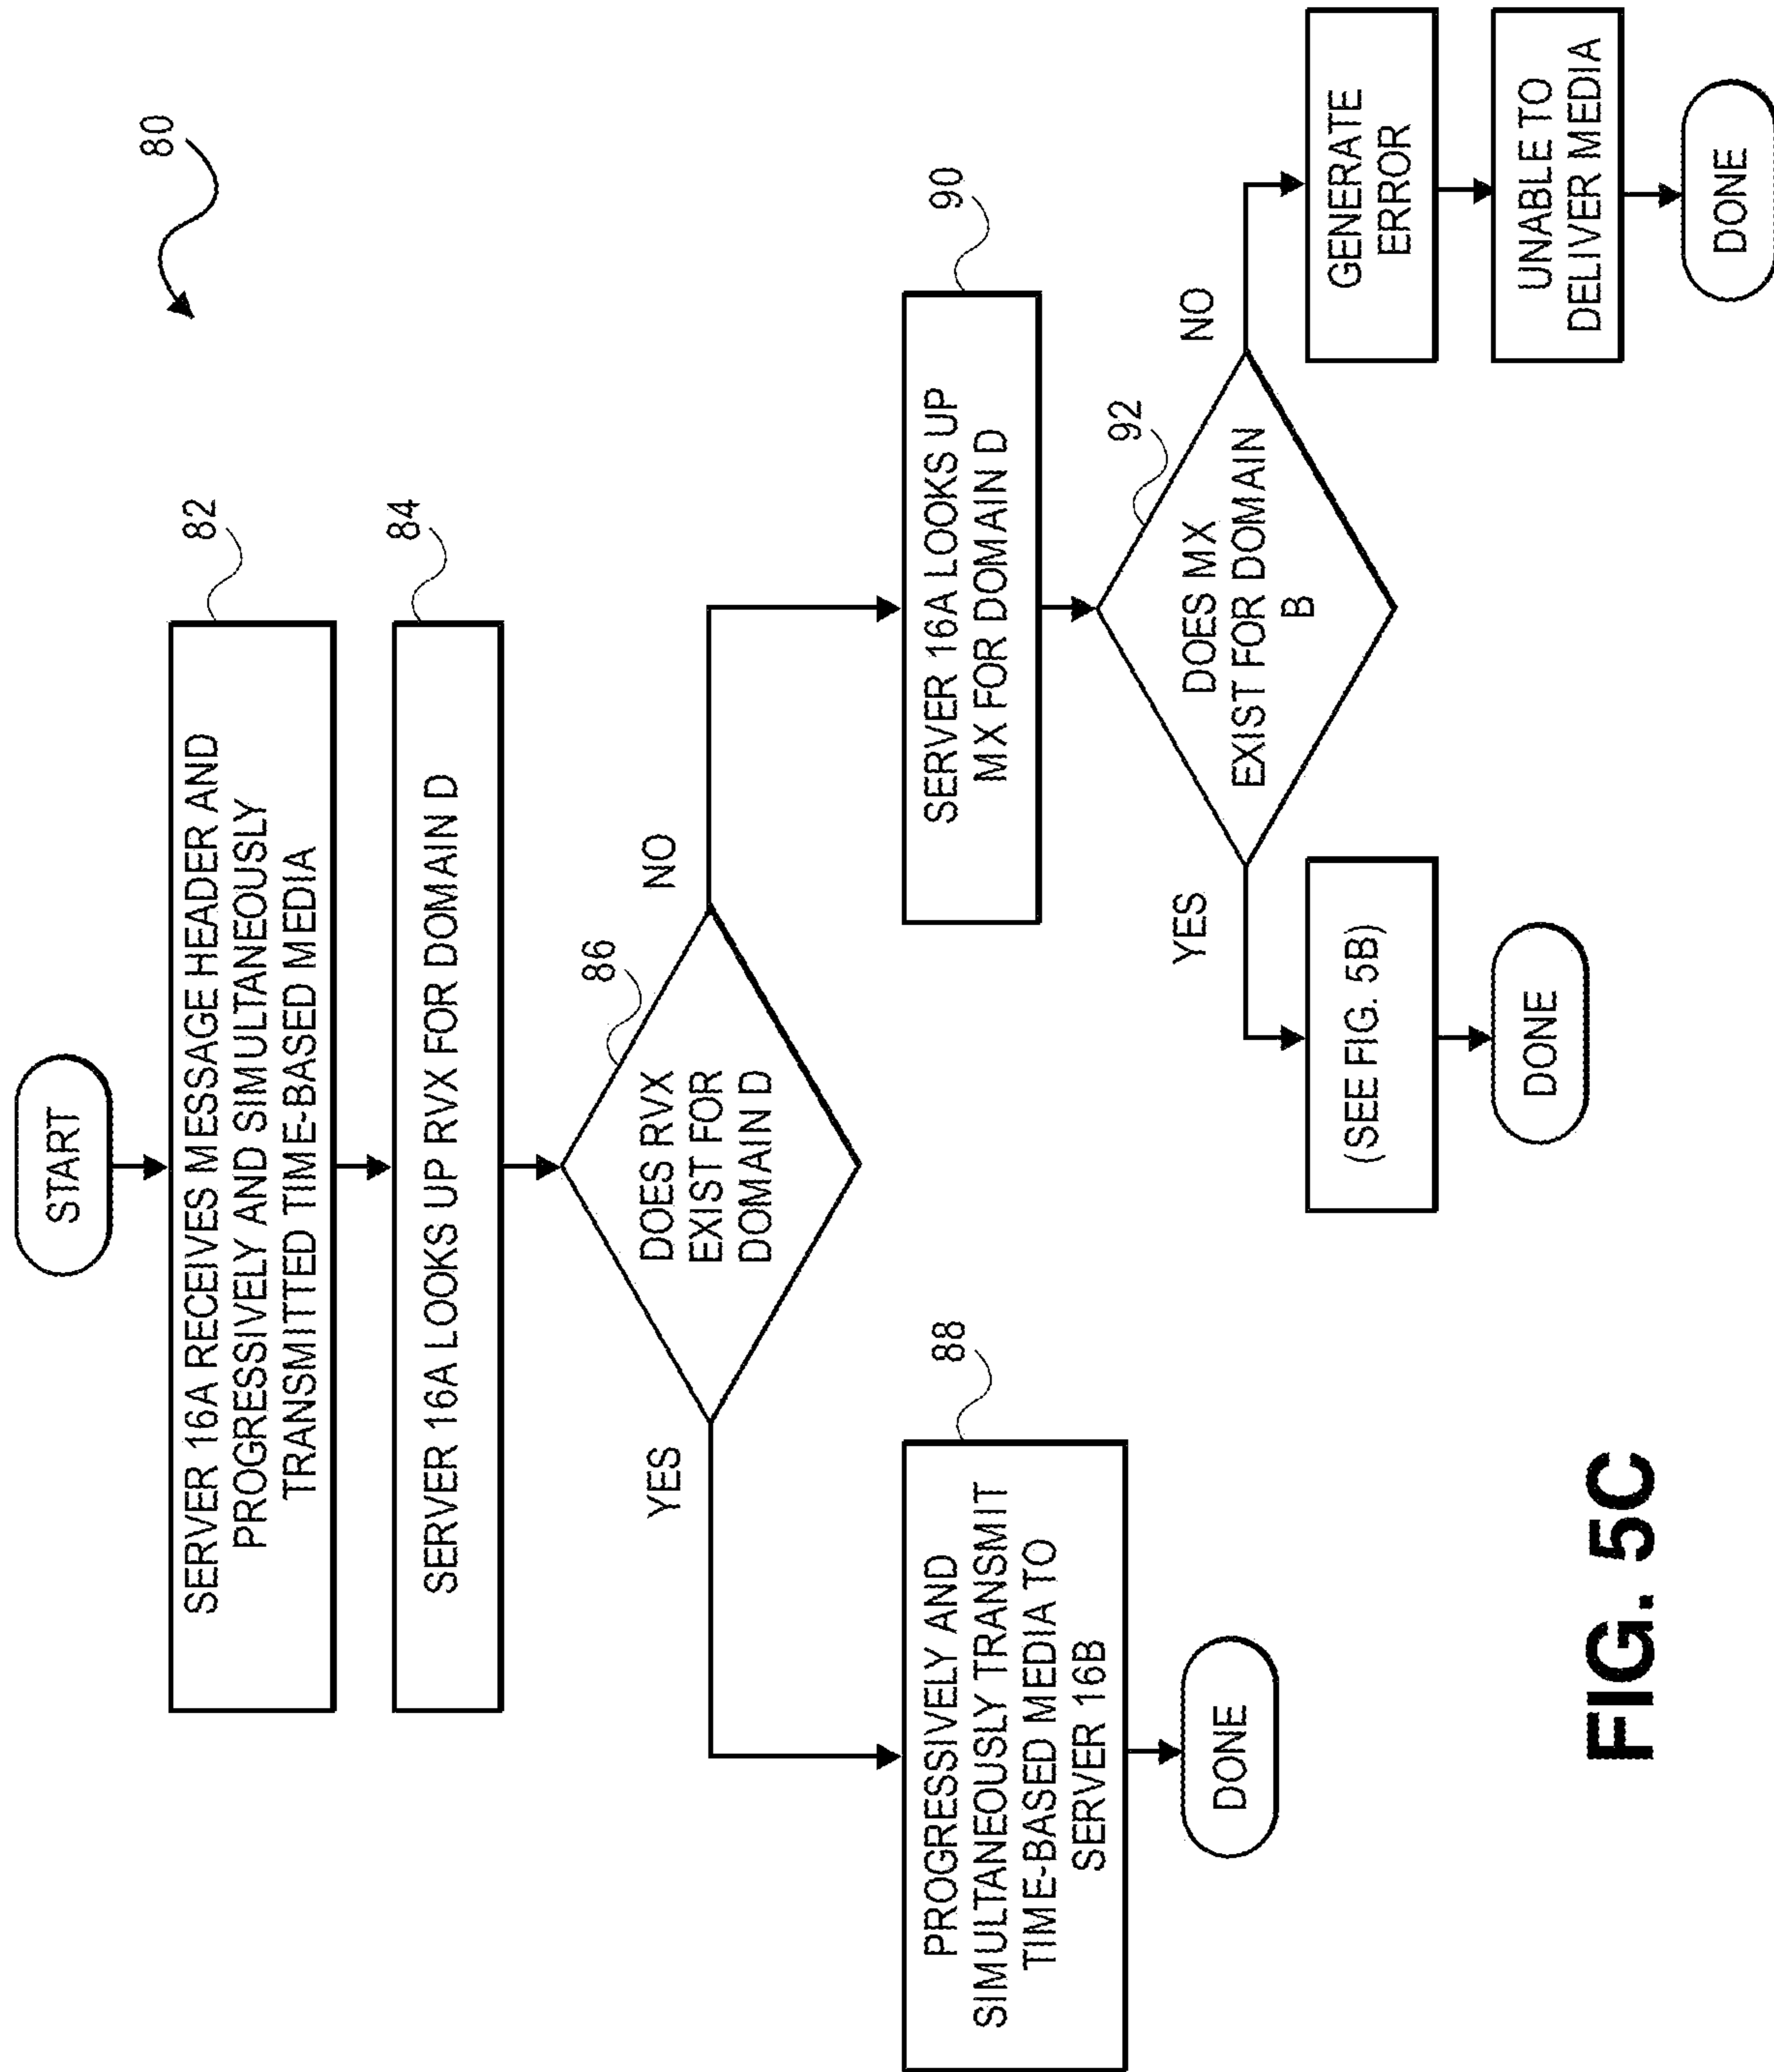 80
START
82
SERVER 16A RECEIVES MESSAGE HEADER AND
PROGRESSIVELY AND SIMULTANEOUSLY
TRANSMITTED TIME-BASED MEDIA
84
SERVER 16A LOOKS UP RVX FOR DOMAIN D
86
DOES RVX
EXIST FOR
DOMAIN D
YES
NO
88
PROGRESSIVELY AND
SIMULTANEOUSLY TRANSMIT
TIME-BASED MEDIA TO
SERVER 16B
DONE
90
SERVER 16A LOOKS UP
MX FOR DOMAIN D
92
DOES MX
EXIST FOR DOMAIN
B
YES
NO
(SEE FIG. 5B)
DONE
GENERATE
ERROR
UNABLE TO
DELIVER MEDIA
DONE
FIG. 5C